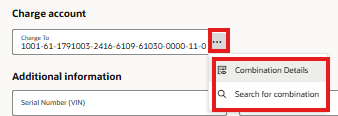 Charge account
Charge To
1001-61-1791003-2416-6109-61030-0000-11-0
...
Combination Details
Additional information
Search for combination
Serial Number (VIN)